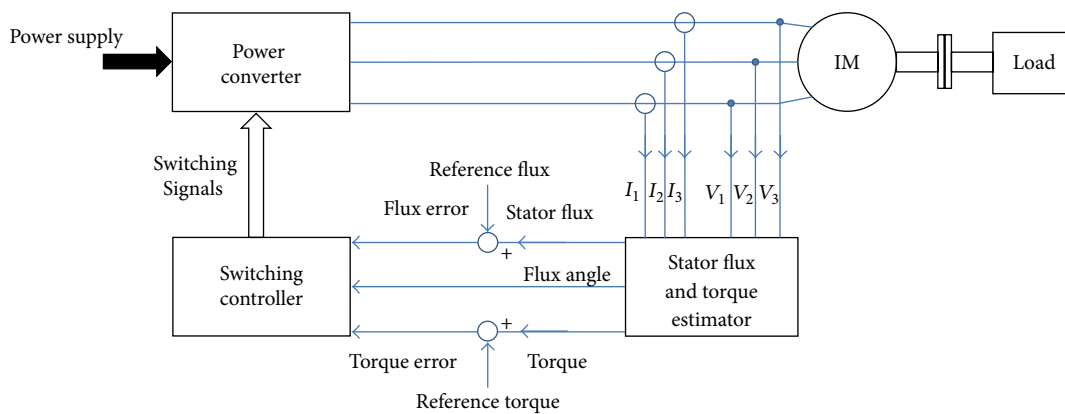 Power supply
Power
converter
IM
Load
Switching
Signals
I1 I2 I3 V1 V2 V3
Reference flux
Flux error
Stator flux
+
Switching
controller
Flux angle
Stator flux
and torque
estimator
+
Torque error
Torque
Reference torque